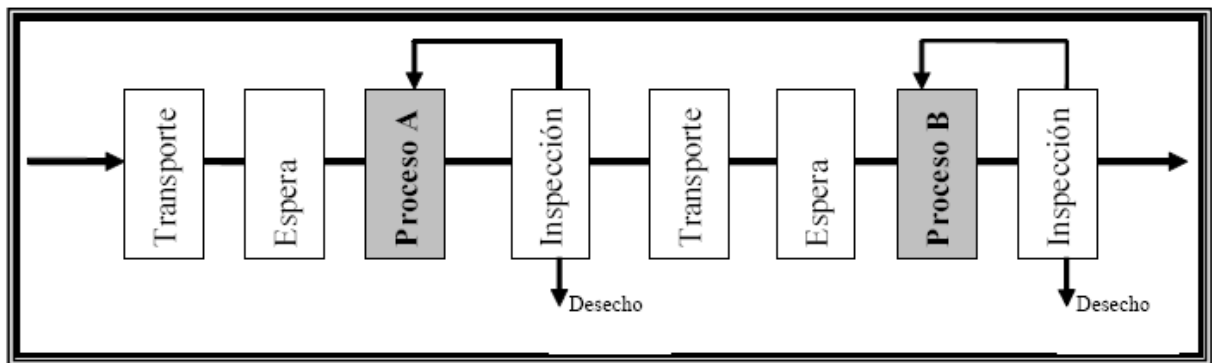 Transporte
Espera
Proceso A
Inspección
Transporte
Espera
Proceso B
Inspección
Desecho
Desecho